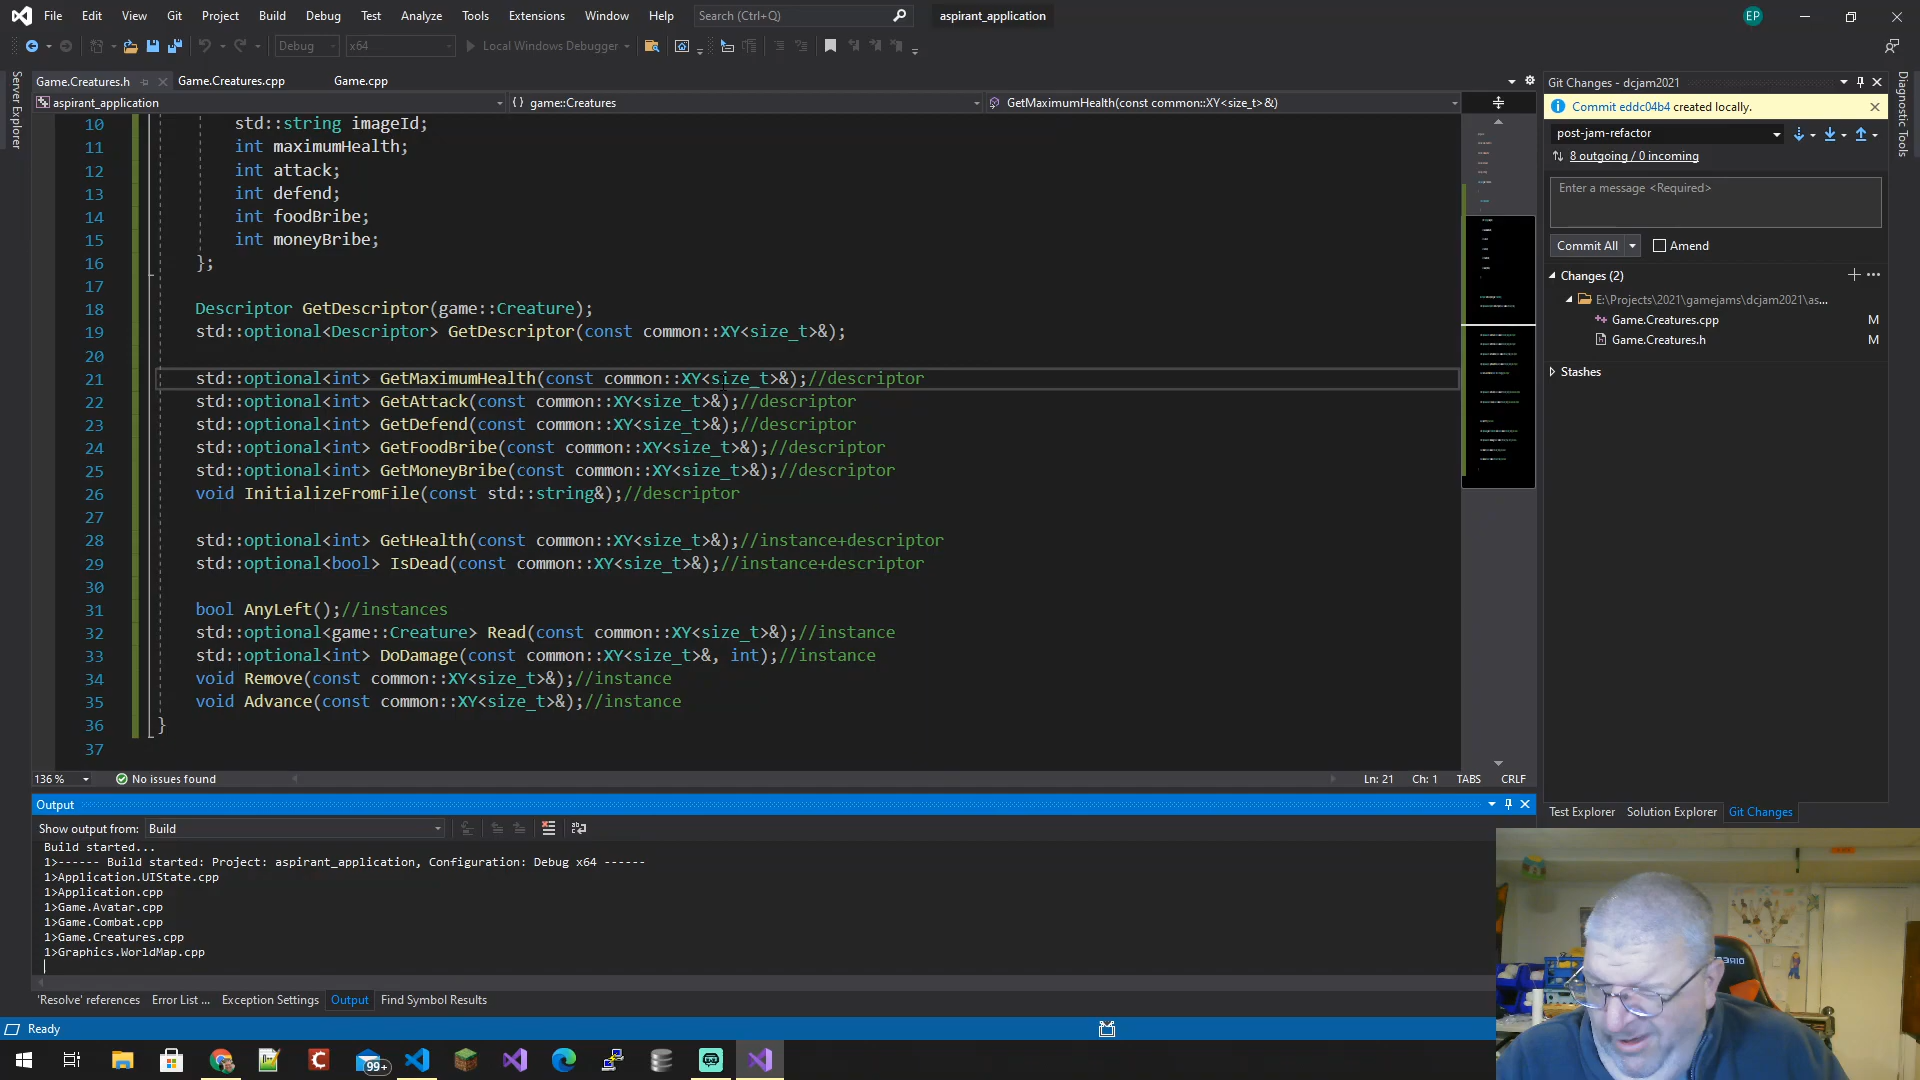 File Edit View Git Project Build Debug Test Analyze Tools Extensions Window Help Search (Ctrl+Q) aspirant_application EP
Debug x64 Local Windows Debugger
Server Explorer
Game.Creatures.h Game.Creatures.cpp Game.cpp
aspirant_application game::Creatures GetMaximumHealth(const common::XY<size_t>&)
10 std::string imageId;
11 int maximumHealth;
12 int attack;
13 int defend;
14 int foodBribe;
15 int moneyBribe;
16 };
17
18 Descriptor GetDescriptor(game::Creature);
19 std::optional<Descriptor> GetDescriptor(const common::XY<size_t>&);
20
21 std::optional<int> GetMaximumHealth(const common::XY<size_t>&);//descriptor
22 std::optional<int> GetAttack(const common::XY<size_t>&);//descriptor
23 std::optional<int> GetDefend(const common::XY<size_t>&);//descriptor
24 std::optional<int> GetFoodBribe(const common::XY<size_t>&);//descriptor
25 std::optional<int> GetMoneyBribe(const common::XY<size_t>&);//descriptor
26 void InitializeFromFile(const std::string&);//descriptor
27
28 std::optional<int> GetHealth(const common::XY<size_t>&);//instance+descriptor
29 std::optional<bool> IsDead(const common::XY<size_t>&);//instance+descriptor
30
31 bool AnyLeft();//instances
32 std::optional<game::Creature> Read(const common::XY<size_t>&);//instance
33 std::optional<int> DoDamage(const common::XY<size_t>&, int);//instance
34 void Remove(const common::XY<size_t>&);//instance
35 void Advance(const common::XY<size_t>&);//instance
36 }
37
136 % No issues found Ln: 21 Ch: 1 TABS CRLF
Output
Show output from: Build
Build started...
1>------ Build started: Project: aspirant_application, Configuration: Debug x64 ------
1>Application.UIState.cpp
1>Application.cpp
1>Game.Avatar.cpp
1>Game.Combat.cpp
1>Game.Creatures.cpp
1>Graphics.WorldMap.cpp
'Resolve' references Error List ... Exception Settings Output Find Symbol Results
Ready
99+
Git Changes - dcjam2021
Commit eddc04b4 created locally.
post-jam-refactor
8 outgoing / 0 incoming
Enter a message <Required>
Commit All Amend
Changes (2)
E:\Projects\2021\gamejams\dcjam2021\as...
Game.Creatures.cpp M
Game.Creatures.h M
Stashes
Test Explorer Solution Explorer Git Changes
Diagnostic Tools